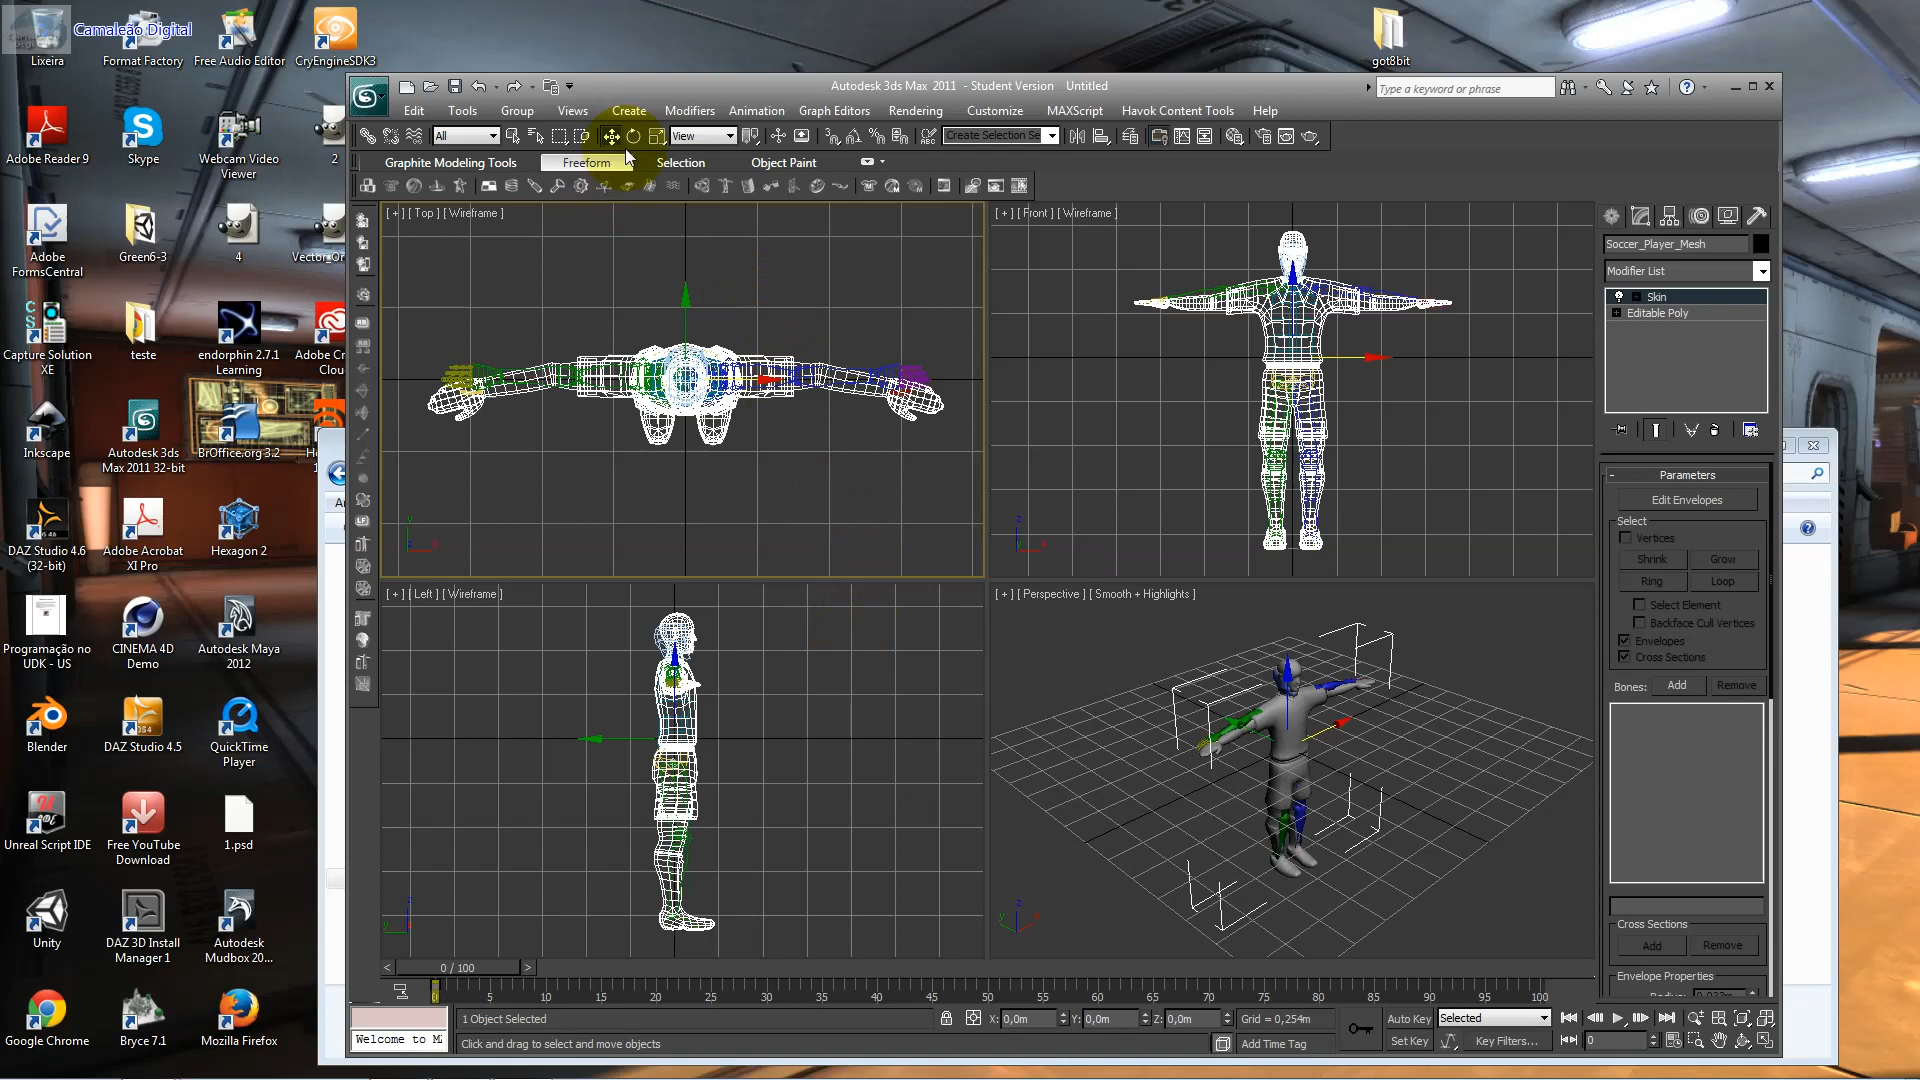 Camaleão Digital
Lixeira
Format Factory
Free Audio Editor
CryEngineSDK3
got8bit
Adobe Reader 9
Skype
Webcam Video Viewer
2
Adobe FormsCentral
Green6-3
4
Vector_Or
Capture Solution XE
teste
endorphin 2.7.1 Learning
Adobe Cr
Clou
Inkscape
Autodesk 3ds Max 2011 32-bit
BrOffice.org 3.2
DAZ Studio 4.6 (32-bit)
Adobe Acrobat XI Pro
Hexagon 2
Programação no UDK - US
CINEMA 4D Demo
Autodesk Maya 2012
Blender
DAZ Studio 4.5
QuickTime Player
Unreal Script IDE
Free YouTube Download
1.psd
Unity
DAZ 3D Install Manager 1
Autodesk Mudbox 20...
Google Chrome
Bryce 7.1
Mozilla Firefox
Autodesk 3ds Max 2011 - Student Version Untitled
Type a keyword or phrase
Edit Tools Group Views Create Modifiers Animation Graph Editors Rendering Customize MAXScript Havok Content Tools Help
All
View
Create Selection Se
Graphite Modeling Tools Freeform Selection Object Paint
[ + ] [ Top ] [ Wireframe ]
[ + ] [ Front ] [ Wireframe ]
[ + ] [ Left ] [ Wireframe ]
[ + ] [ Perspective ] [ Smooth + Highlights ]
Soccer_Player_Mesh
Modifier List
Skin
Editable Poly
Parameters
Edit Envelopes
Select
Vertices
Shrink Grow
Ring Loop
Select Element
Backface Cull Vertices
Envelopes
Cross Sections
Bones: Add Remove
Cross Sections
Add Remove
Envelope Properties
0 / 100
0 5 10 15 20 25 30 35 40 45 50 55 60 65 70 75 80 85 90 95 100
1 Object Selected
X: 0,0m Y: 0,0m Z: 0,0m Grid = 0,254m
Auto Key Selected
Welcome to M
Click and drag to select and move objects
Add Time Tag
Set Key Key Filters... 0